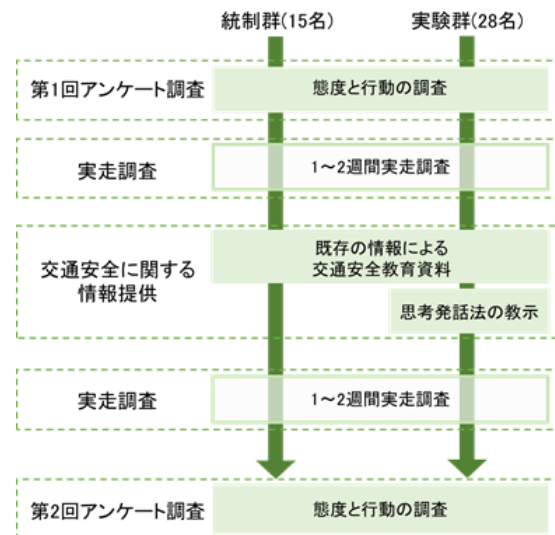 統制群(15名)
実験群(28名)
第1回アンケート調査
態度と行動の調査
実走調査
1～2週間実走調査
交通安全に関する
情報提供
既存の情報による
交通安全教育資料
思考発話法の教示
実走調査
1～2週間実走調査
第2回アンケート調査
態度と行動の調査